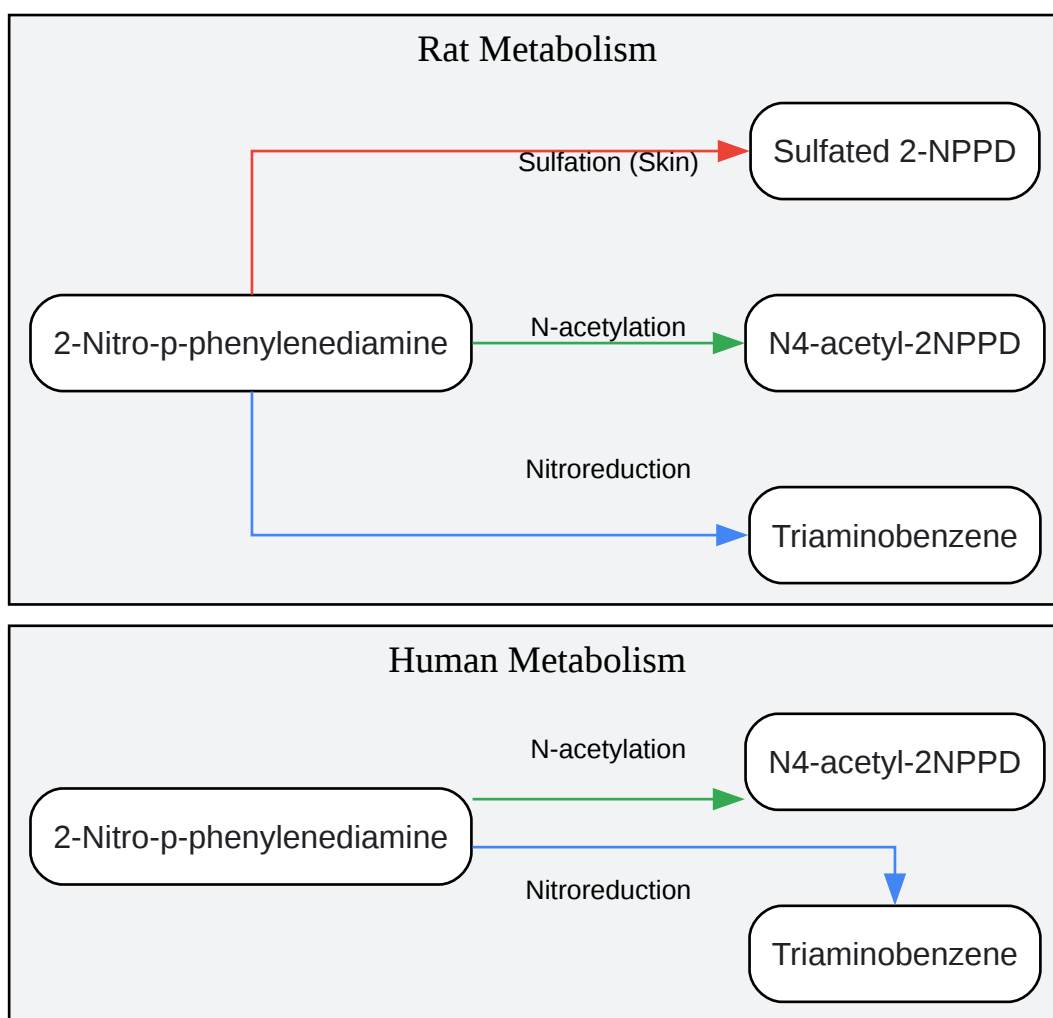 Rat Metabolism
Sulfated 2-NPPD
Sulfation (Skin)
2-Nitro-p-phenylenediamine
N-acetylation
N4-acetyl-2NPPD
Nitroreduction
Triaminobenzene
Human Metabolism
N-acetylation
N4-acetyl-2NPPD
2-Nitro-p-phenylenediamine
Nitroreduction
Triaminobenzene